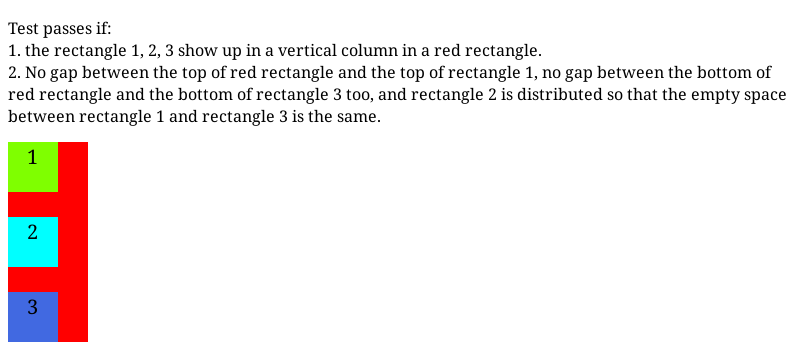 Test passes if:
1. the rectangle 1, 2, 3 show up in a vertical column in a red rectangle.
2. No gap between the top of red rectangle and the top of rectangle 1, no gap between the bottom of
red rectangle and the bottom of rectangle 3 too, and rectangle 2 is distributed so that the empty space
between rectangle 1 and rectangle 3 is the same.
1
2
3